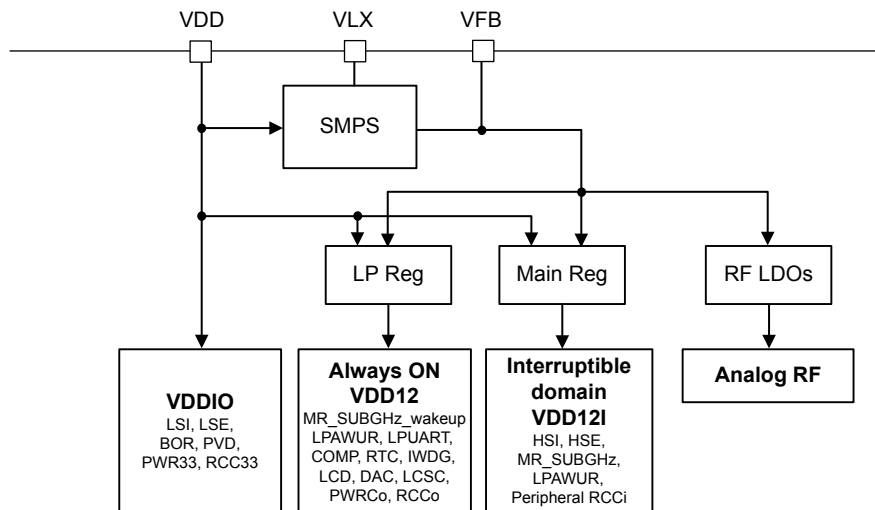 VDD
VLX
VFB
SMPS
LP Reg
Main Reg
RF LDOs
VDDIO
LSI, LSE,
BOR, PVD,
PWR33, RCC33
Always ON
VDD12
MR_SUBGHz_wakeup
LPAWUR, LPUART,
COMP, RTC, IWDG,
LCD, DAC, LCSC,
PWRCo, RCCo
Interruptible
domain
VDD12I
HSI, HSE,
MR_SUBGHz,
LPAWUR,
Peripheral RCCi
Analog RF